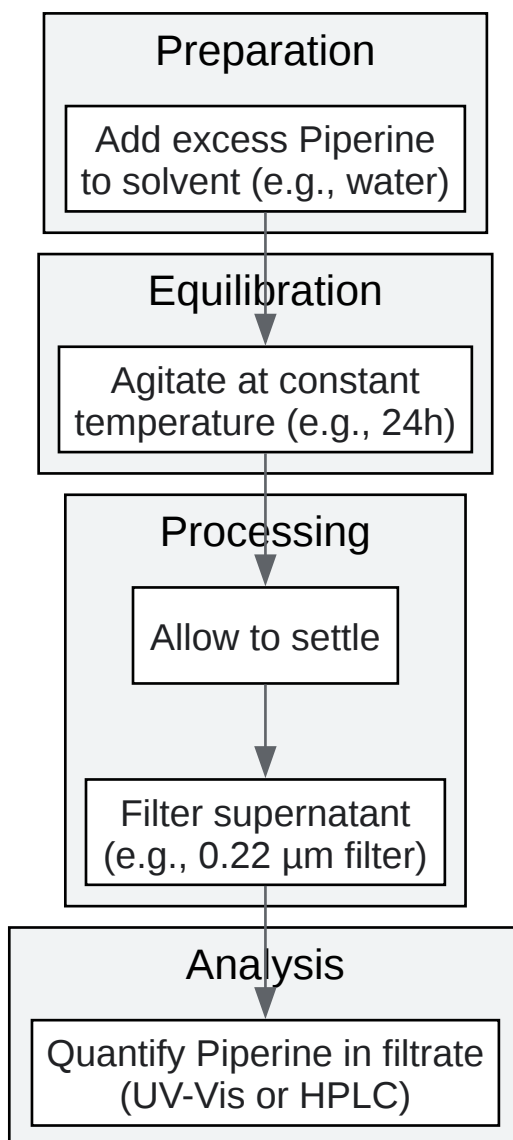 Preparation
Add excess Piperine
to solvent (e.g., water)
Equilibration
Agitate at constant
temperature (e.g., 24h)
Processing
Allow to settle
Filter supernatant
(e.g., 0.22 µm filter)
Analysis
Quantify Piperine in filtrate
(UV-Vis or HPLC)